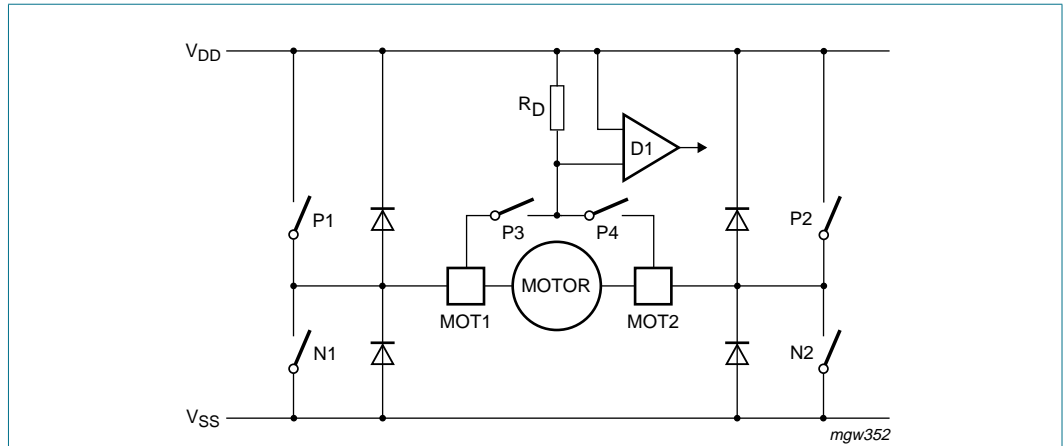 VDD
RD
D1
P1
P3
P4
P2
MOTOR
MOT1
MOT2
N1
N2
VSS
mgw352